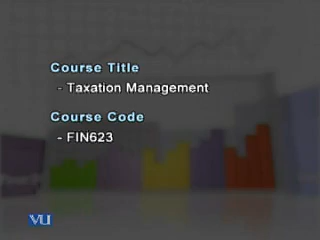 Course Title
- Taxation Management
Course Code
- FIN623
VU